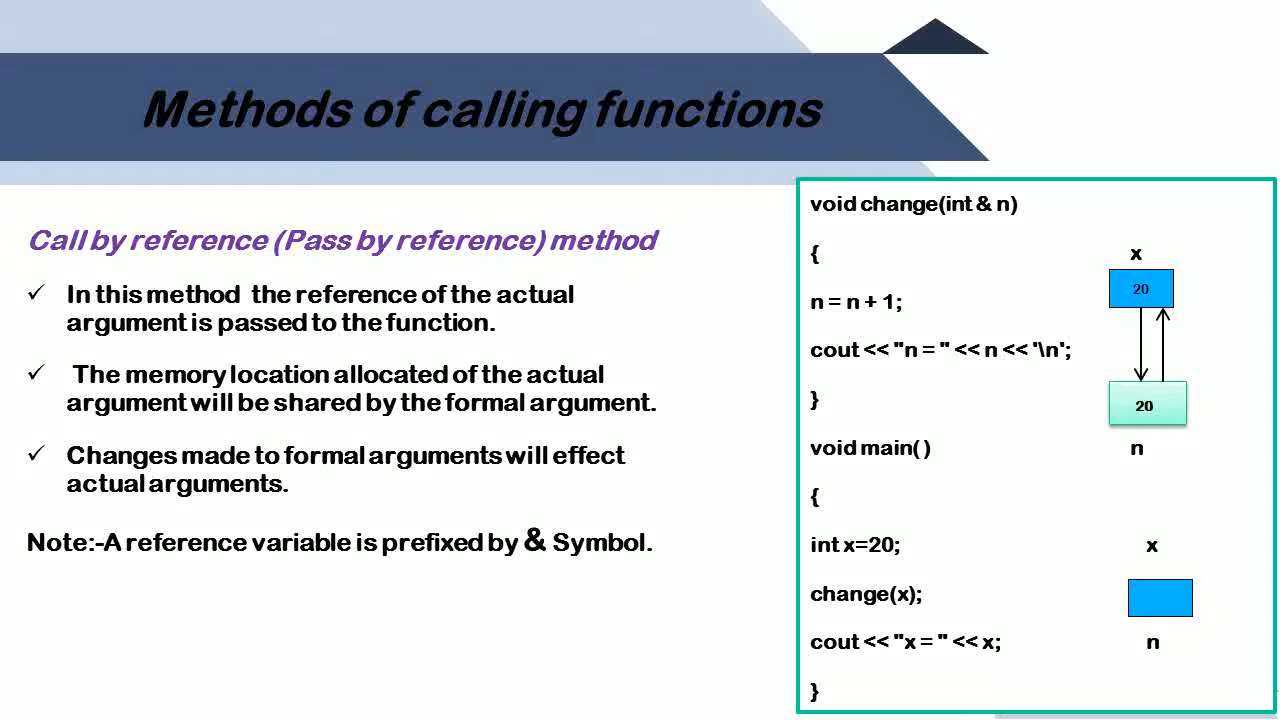 Methods of calling functions
Call by reference (Pass by reference) method
✓ In this method the reference of the actual
argument is passed to the function.
✓ The memory location allocated of the actual
argument will be shared by the formal argument.
✓ Changes made to formal arguments will effect
actual arguments.
Note:-A reference variable is prefixed by & Symbol.
void change(int & n)
{
n = n + 1;
cout << "n = " << n << '\n';
}
void main( )
{
int x=20;
change(x);
cout << "x = " << x;
}
x
20
20
n
x
n